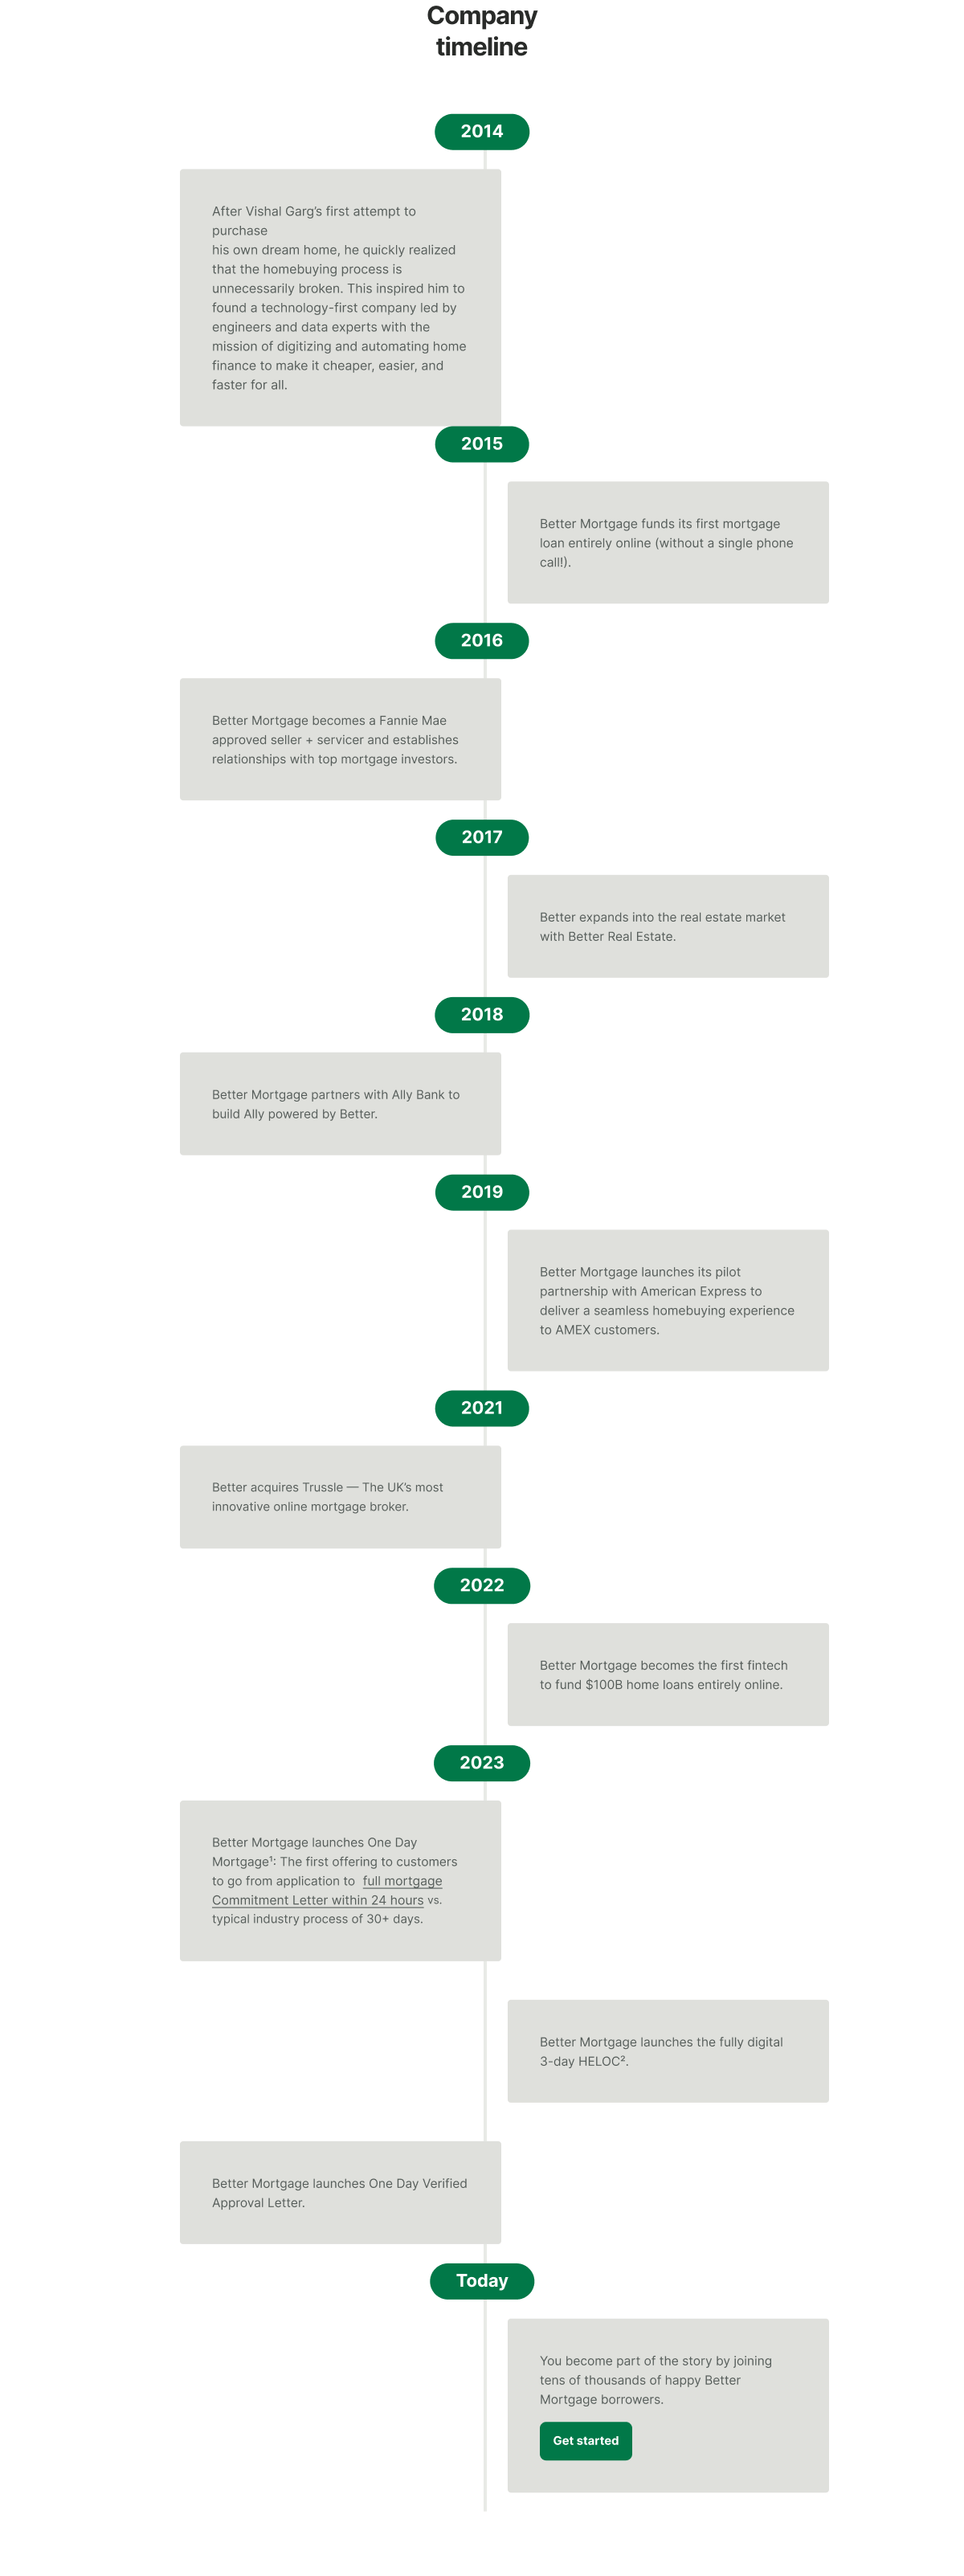 Company
timeline
2014
After Vishal Garg’s first attempt to
purchase
his own dream home, he quickly realized
that the homebuying process is
unnecessarily broken. This inspired him to
found a technology-first company led by
engineers and data experts with the
mission of digitizing and automating home
finance to make it cheaper, easier, and
faster for all.
2015
Better Mortgage funds its first mortgage
loan entirely online (without a single phone
call!).
2016
Better Mortgage becomes a Fannie Mae
approved seller + servicer and establishes
relationships with top mortgage investors.
2017
Better expands into the real estate market
with Better Real Estate.
2018
Better Mortgage partners with Ally Bank to
build Ally powered by Better.
2019
Better Mortgage launches its pilot
partnership with American Express to
deliver a seamless homebuying experience
to AMEX customers.
2021
Better acquires Trussle — The UK’s most
innovative online mortgage broker.
2022
Better Mortgage becomes the first fintech
to fund $100B home loans entirely online.
2023
Better Mortgage launches One Day
Mortgage¹: The first offering to customers
to go from application to full mortgage
Commitment Letter within 24 hours vs.
typical industry process of 30+ days.
Better Mortgage launches the fully digital
3-day HELOC².
Better Mortgage launches One Day Verified
Approval Letter.
Today
You become part of the story by joining
tens of thousands of happy Better
Mortgage borrowers.
Get started